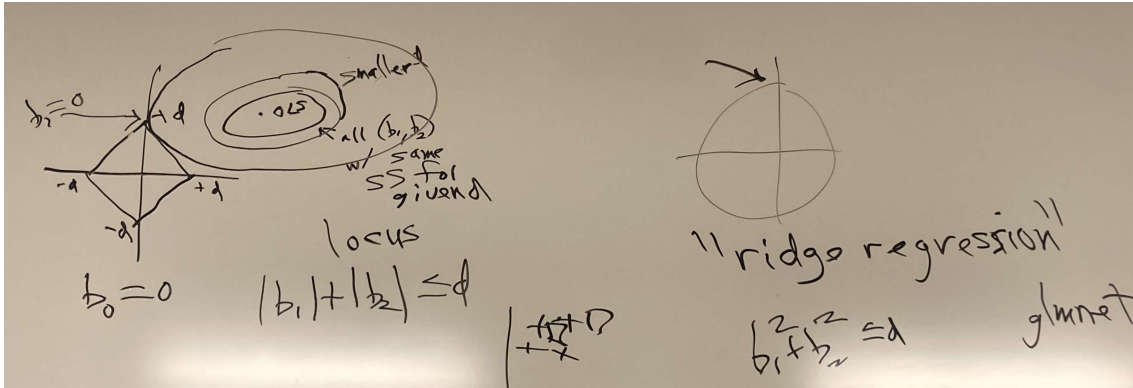 b₂=0
+d
. OLS
smaller d
all (b₁,b₂)
w/ same
SS for
given d
-d
+d
-d
locus
b₀=0
|b₁|+|b₂| ≤ d
"ridge regression"
b₁²+b₂² ≤ d
glmnet